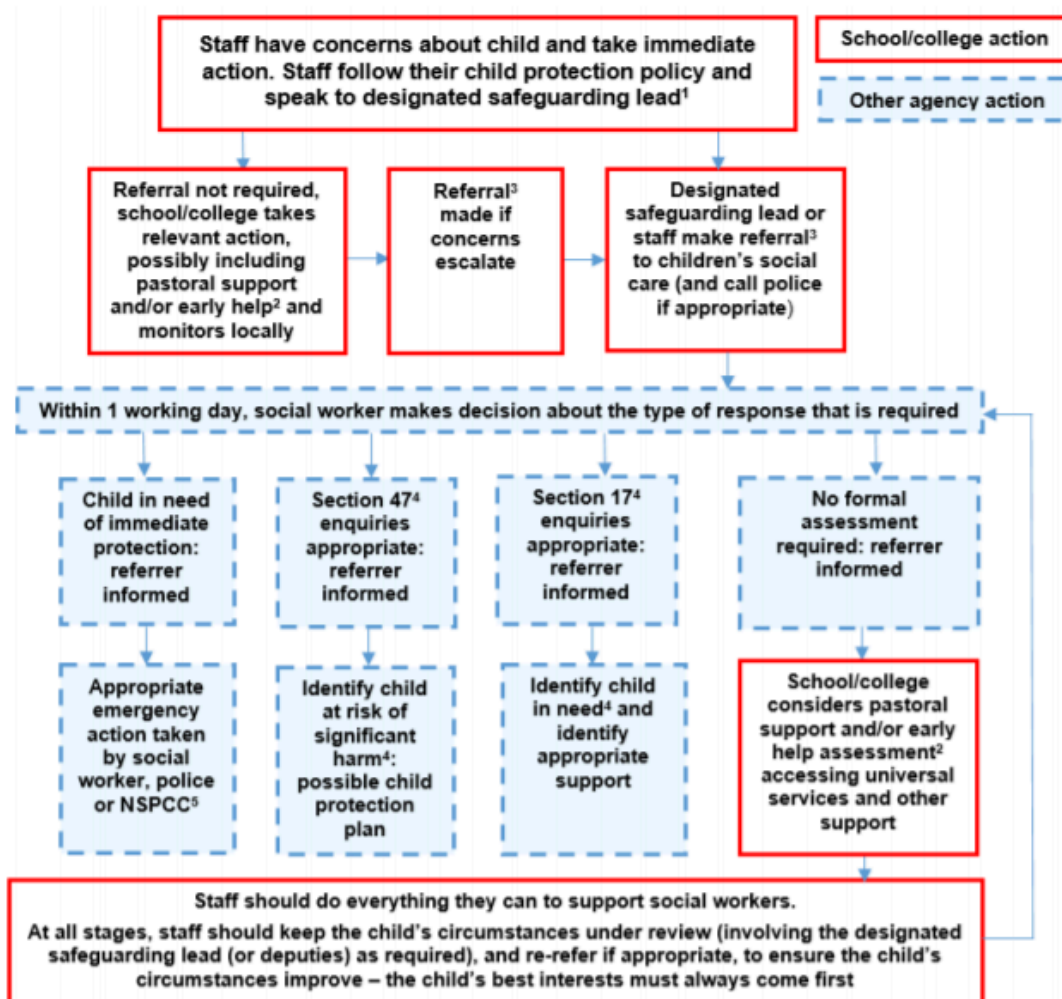 Staff have concerns about child and take immediate
action. Staff follow their child protection policy and
speak to designated safeguarding lead¹
School/college action
Other agency action
Referral not required,
school/college takes
relevant action,
possibly including
pastoral support
and/or early help² and
monitors locally
Referral³
made if
concerns
escalate
Designated
safeguarding lead or
staff make referral³
to children's social
care (and call police
if appropriate)
Within 1 working day, social worker makes decision about the type of response that is required
Child in need
of immediate
protection:
referrer
informed
Section 47⁴
enquiries
appropriate:
referrer
informed
Section 17⁴
enquiries
appropriate:
referrer
informed
No formal
assessment
required: referrer
informed
Appropriate
emergency
action taken
by social
worker, police
or NSPCC⁵
Identify child
at risk of
significant
harm⁴:
possible child
protection
plan
Identify child
in need⁴ and
identify
appropriate
support
School/college
considers pastoral
support and/or early
help assessment²
accessing universal
services and other
support
Staff should do everything they can to support social workers.
At all stages, staff should keep the child's circumstances under review (involving the designated
safeguarding lead (or deputies) as required), and re-refer if appropriate, to ensure the child's
circumstances improve – the child's best interests must always come first